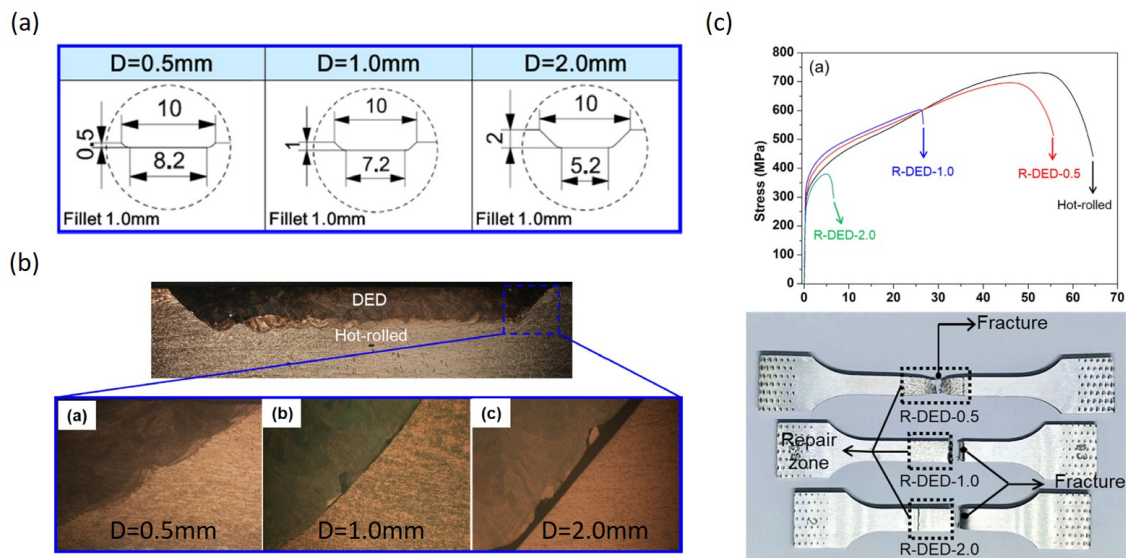 (a)
D=0.5mm D=1.0mm D=2.0mm
10 10 10
0.5 1 2
8.2 7.2 5.2
Fillet 1.0mm Fillet 1.0mm Fillet 1.0mm
(b)
DED
Hot-rolled
(a) (b) (c)
D=0.5mm D=1.0mm D=2.0mm
(c)
(a)
800
700
600
500
400
300
200
100
0
Stress (MPa)
R-DED-1.0
R-DED-0.5
Hot-rolled
R-DED-2.0
0 10 20 30 40 50 60 70
Fracture
R-DED-0.5
Repair
zone
R-DED-1.0
Fracture
R-DED-2.0